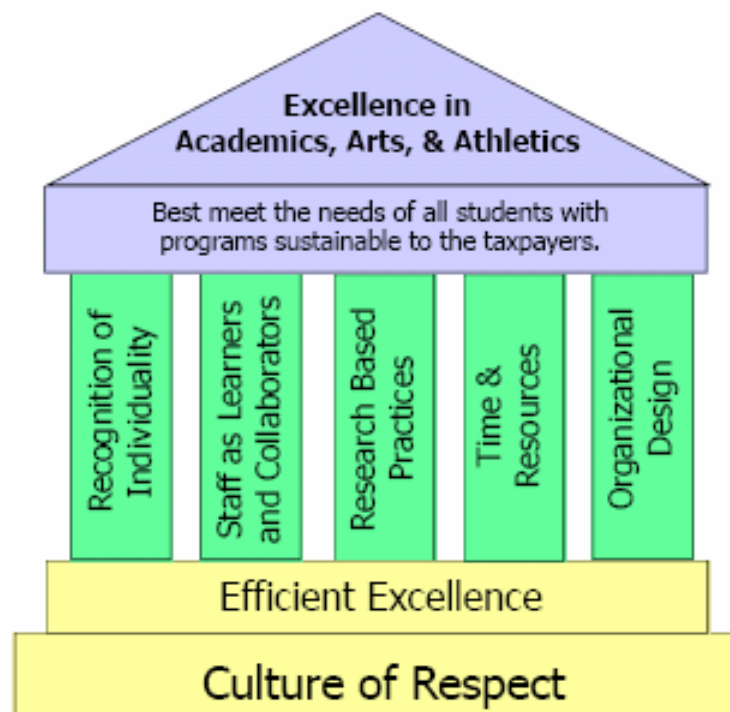 Excellence in
Academics, Arts, & Athletics
Best meet the needs of all students with
programs sustainable to the taxpayers.
Recognition of
Individuality
Staff as Learners
and Collaborators
Research Based
Practices
Time &
Resources
Organizational
Design
Efficient Excellence
Culture of Respect